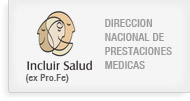 DIRECCION
NACIONAL DE
PRESTACIONES
MEDICAS
Incluir Salud
(ex Pro.Fe)